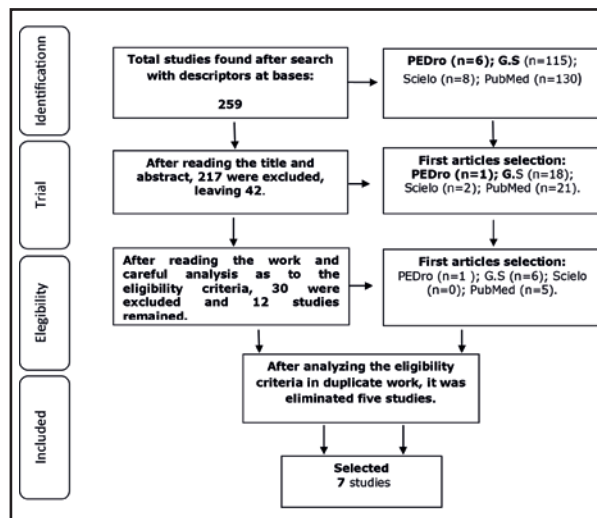 Identificationn
Total studies found after search
with descriptors at bases:
259
PEDro (n=6); G.S (n=115);
Scielo (n=8); PubMed (n=130)
Trial
After reading the title and
abstract, 217 were excluded,
leaving 42.
First articles selection:
PEDro (n=1); G.S (n=18);
Scielo (n=2); PubMed (n=21).
Elegibility
After reading the work and
careful analysis as to the
eligibility criteria, 30 were
excluded and 12 studies
remained.
First articles selection:
PEDro (n=1 ); G.S (n=6); Scielo
(n=0); PubMed (n=5).
Included
After analyzing the eligibility
criteria in duplicate work, it was
eliminated five studies.
Selected
7 studies